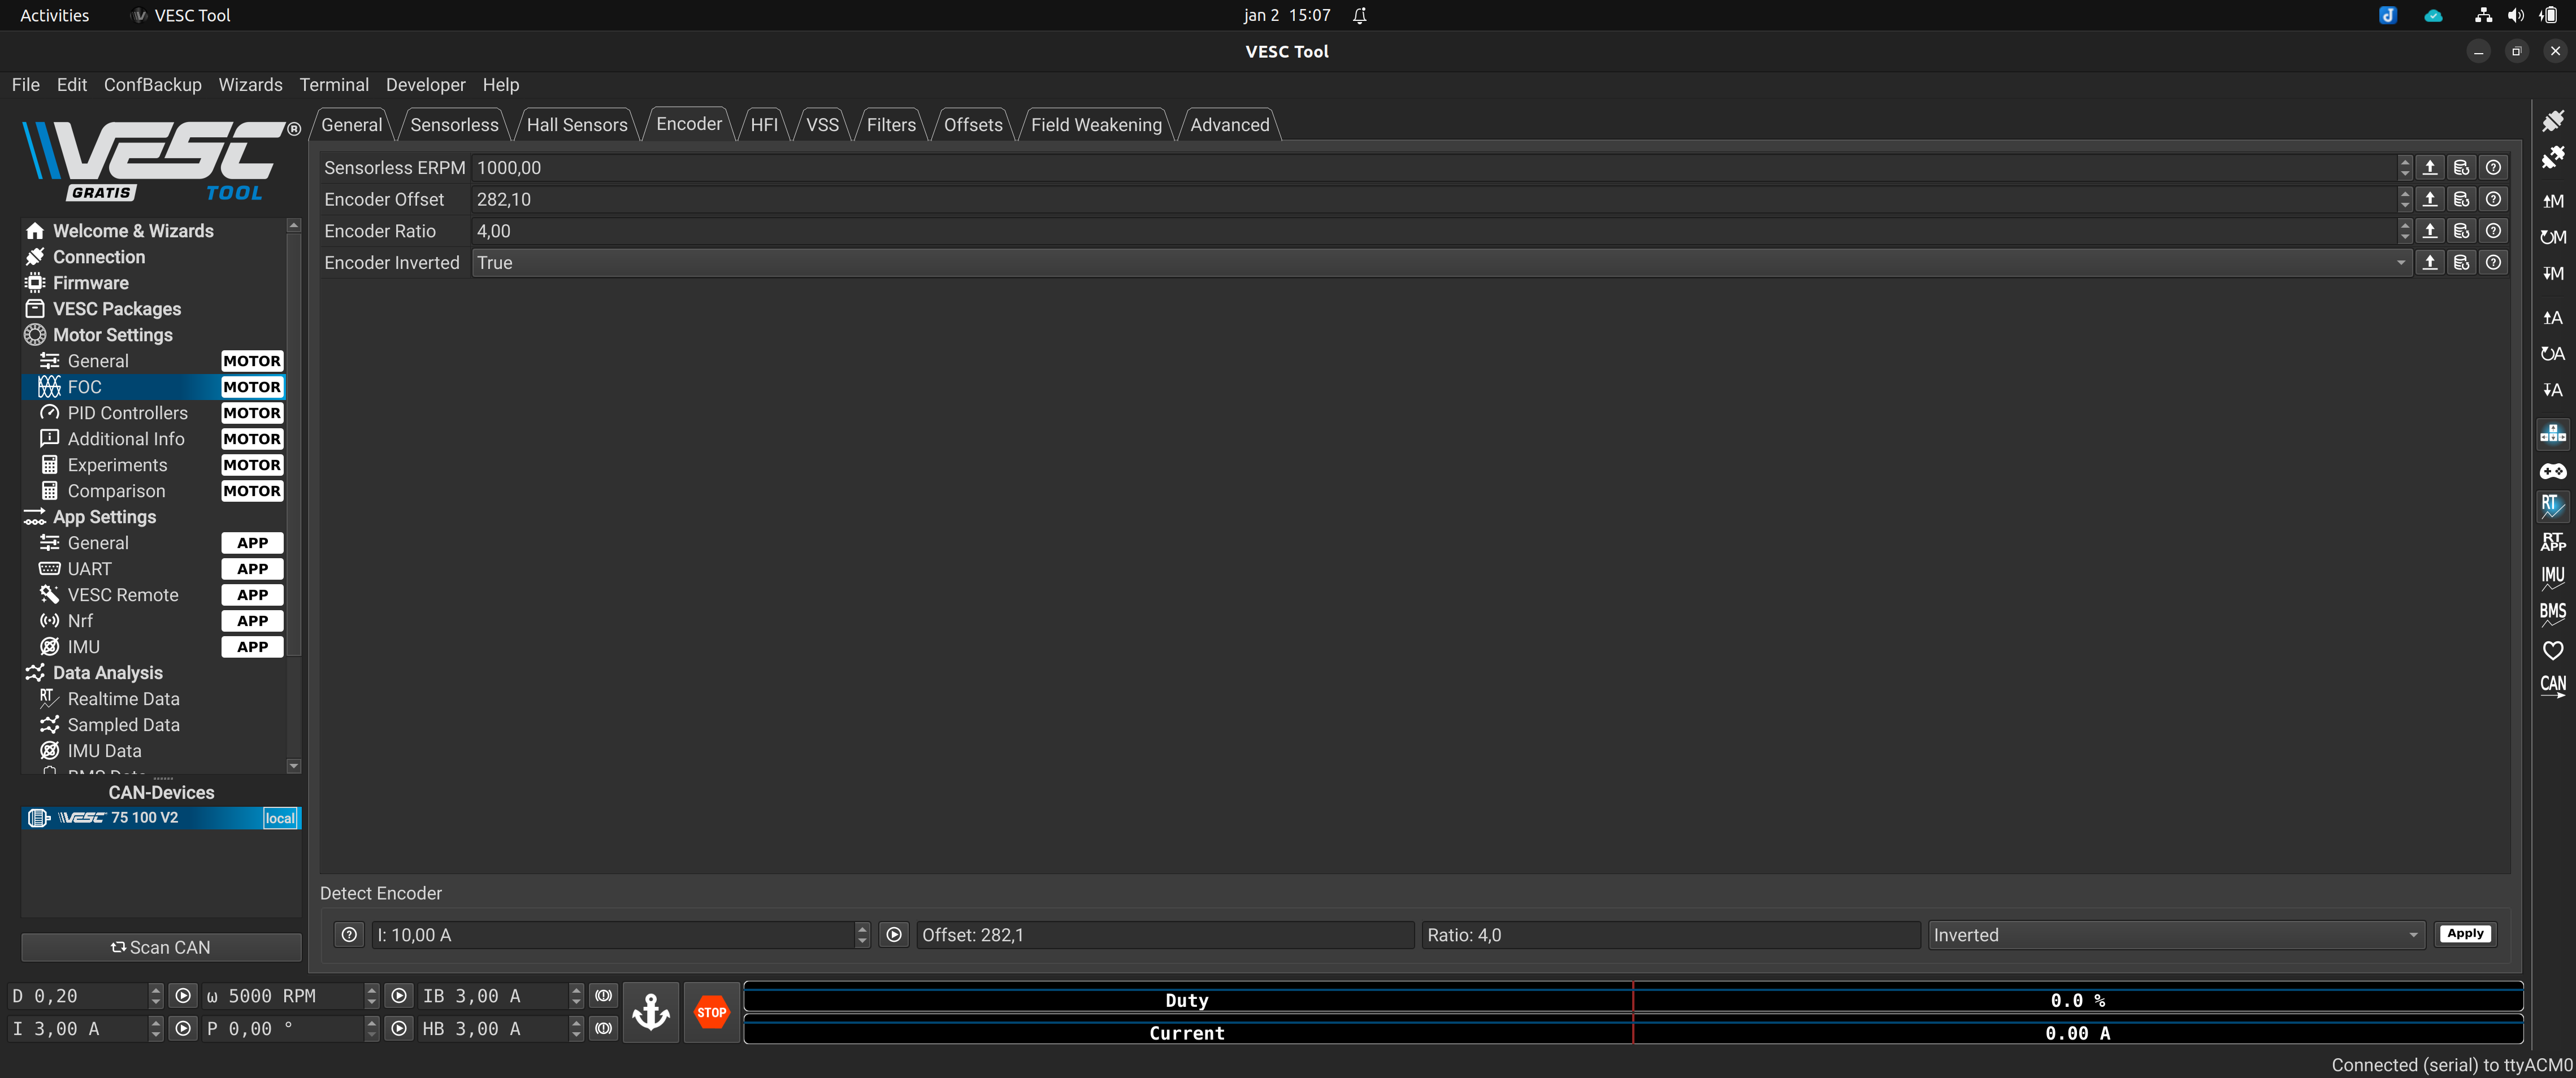 Activities VESC Tool jan 2 15:07
VESC Tool
File Edit ConfBackup Wizards Terminal Developer Help
VESC® GRATIS TOOL
Welcome & Wizards
Connection
Firmware
VESC Packages
Motor Settings
General MOTOR
FOC MOTOR
PID Controllers MOTOR
Additional Info MOTOR
Experiments MOTOR
Comparison MOTOR
App Settings
General APP
UART APP
VESC Remote APP
Nrf APP
IMU APP
Data Analysis
RT Realtime Data
Sampled Data
IMU Data
CAN-Devices
VESC 75 100 V2 local
Scan CAN
General Sensorless Hall Sensors Encoder HFI VSS Filters Offsets Field Weakening Advanced
Sensorless ERPM 1000,00
Encoder Offset 282,10
Encoder Ratio 4,00
Encoder Inverted True
Detect Encoder
I: 10,00 A Offset: 282,1 Ratio: 4,0 Inverted Apply
D 0,20 ω 5000 RPM IB 3,00 A
I 3,00 A P 0,00 ° HB 3,00 A
STOP
Duty 0.0 %
Current 0.00 A
M
M
M
A
A
A
RT
RT APP
IMU
BMS
CAN
Connected (serial) to ttyACM0